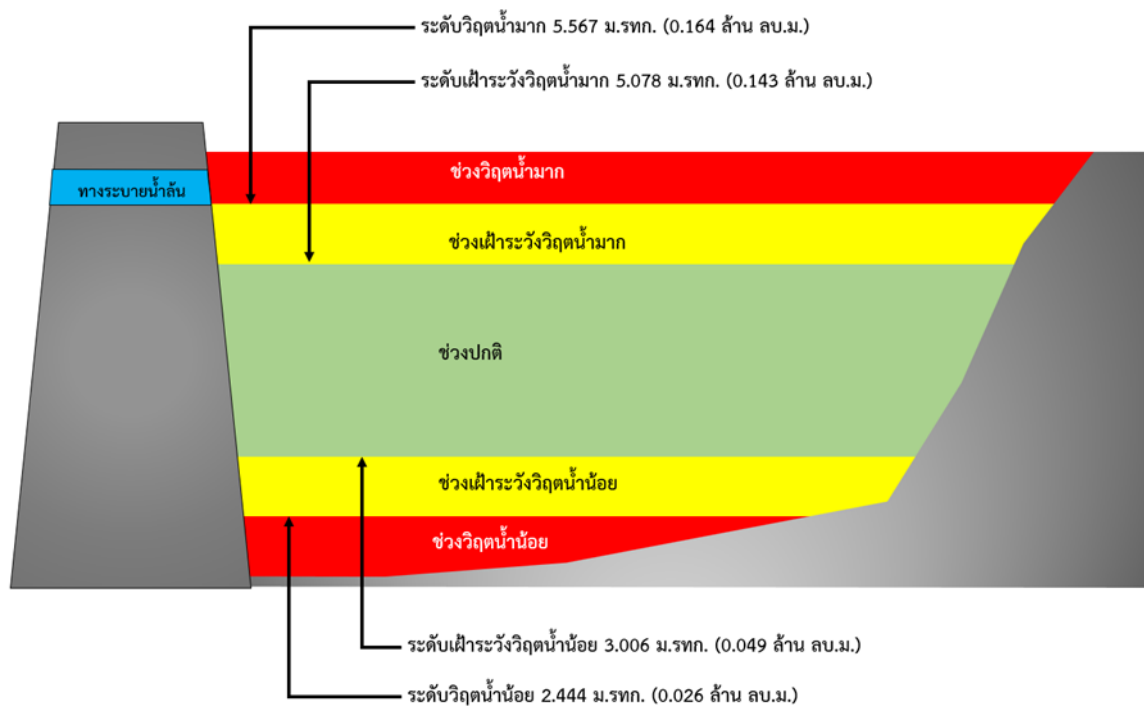 ระดับวิฤตน้ำมาก 5.567 ม.รทก. (0.164 ล้าน ลบ.ม.)
ระดับเฝ้าระวังวิฤตน้ำมาก 5.078 ม.รทก. (0.143 ล้าน ลบ.ม.)
ช่วงวิฤตน้ำมาก
ทางระบายน้ำล้น
ช่วงเฝ้าระวังวิฤตน้ำมาก
ช่วงปกติ
ช่วงเฝ้าระวังวิฤตน้ำน้อย
ช่วงวิฤตน้ำน้อย
ระดับเฝ้าระวังวิฤตน้ำน้อย 3.006 ม.รทก. (0.049 ล้าน ลบ.ม.)
ระดับวิฤตน้ำน้อย 2.444 ม.รทก. (0.026 ล้าน ลบ.ม.)